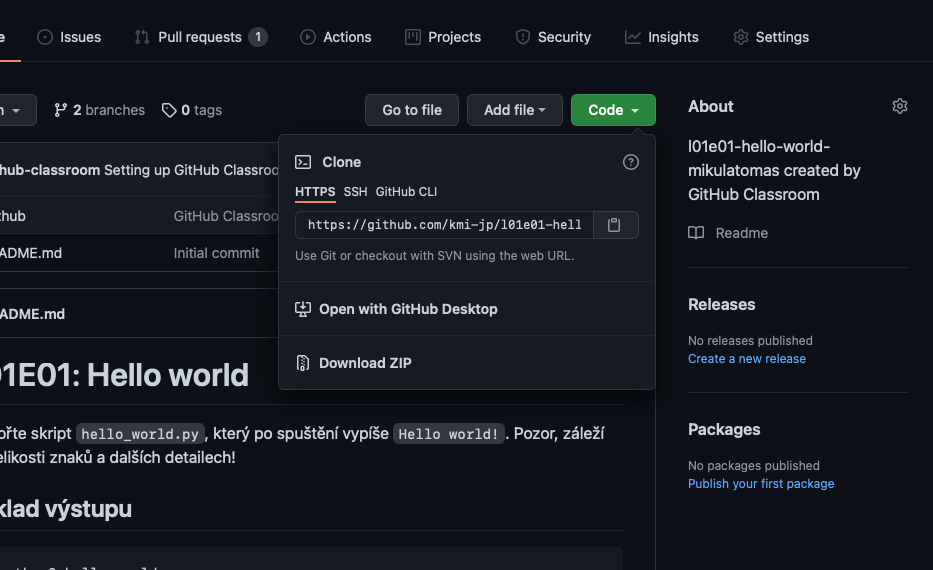 Issues
Pull requests 1
Actions
Projects
Security
Insights
Settings
2 branches
0 tags
Go to file
Add file
Code
About
l01e01-hello-world-
mikulatomas created by
GitHub Classroom
Readme
hub-classroom Setting up GitHub Classroo
thub GitHub Classroo
ADME.md Initial commit
Clone
HTTPS SSH GitHub CLI
https://github.com/kmi-jp/l01e01-hell
Use Git or checkout with SVN using the web URL.
Open with GitHub Desktop
Download ZIP
Releases
No releases published
Create a new release
Packages
No packages published
Publish your first package
ADME.md
01E01: Hello world
ořte skript hello_world.py, který po spuštění vypíše Hello world!. Pozor, záleží
elikosti znaků a dalších detailech!
klad výstupu